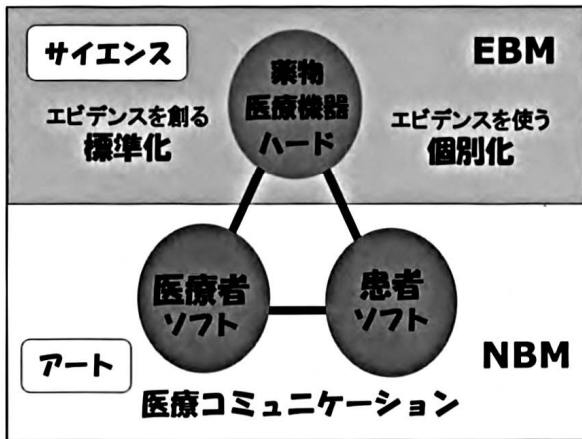 サイエンス
EBM
薬物
医療機器
ハード
エビデンスを創る
標準化
エビデンスを使う
個別化
医療者
ソフト
患者
ソフト
アート
NBM
医療コミュニケーション